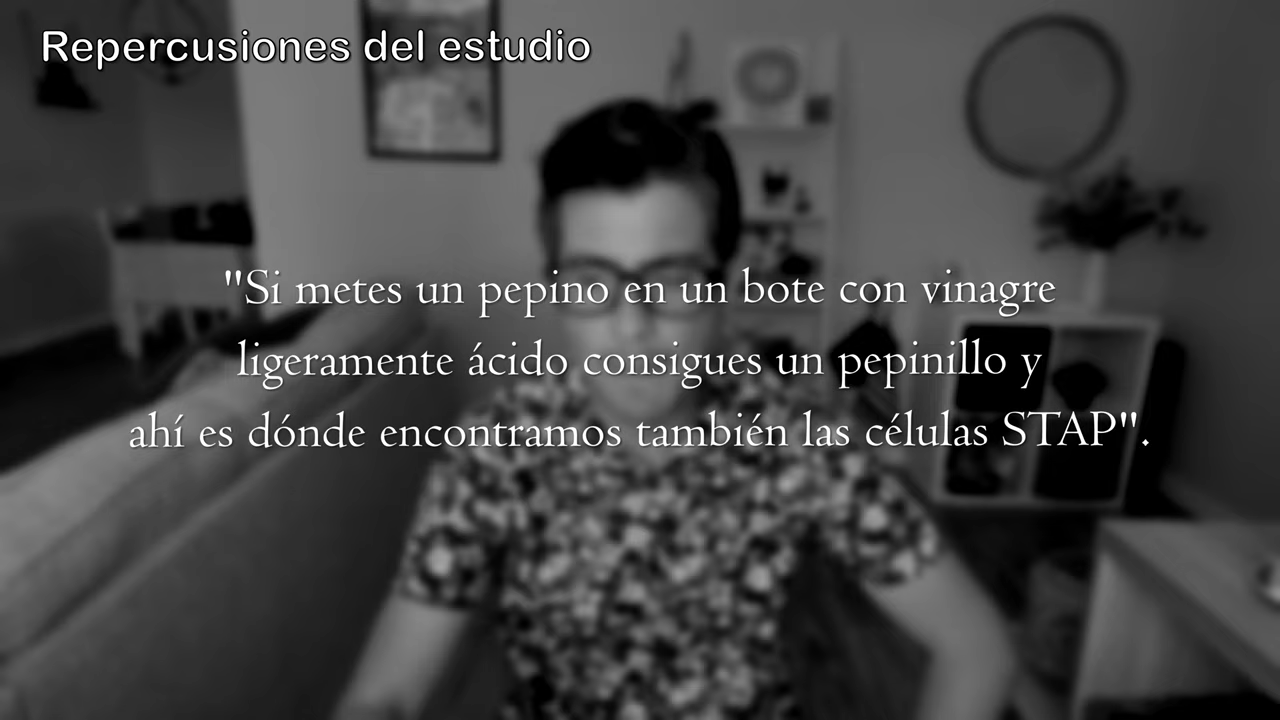 Repercusiones del estudio
"Si metes un pepino en un bote con vinagre
ligeramente ácido consigues un pepinillo y
ahí es dónde encontramos también las células STAP".